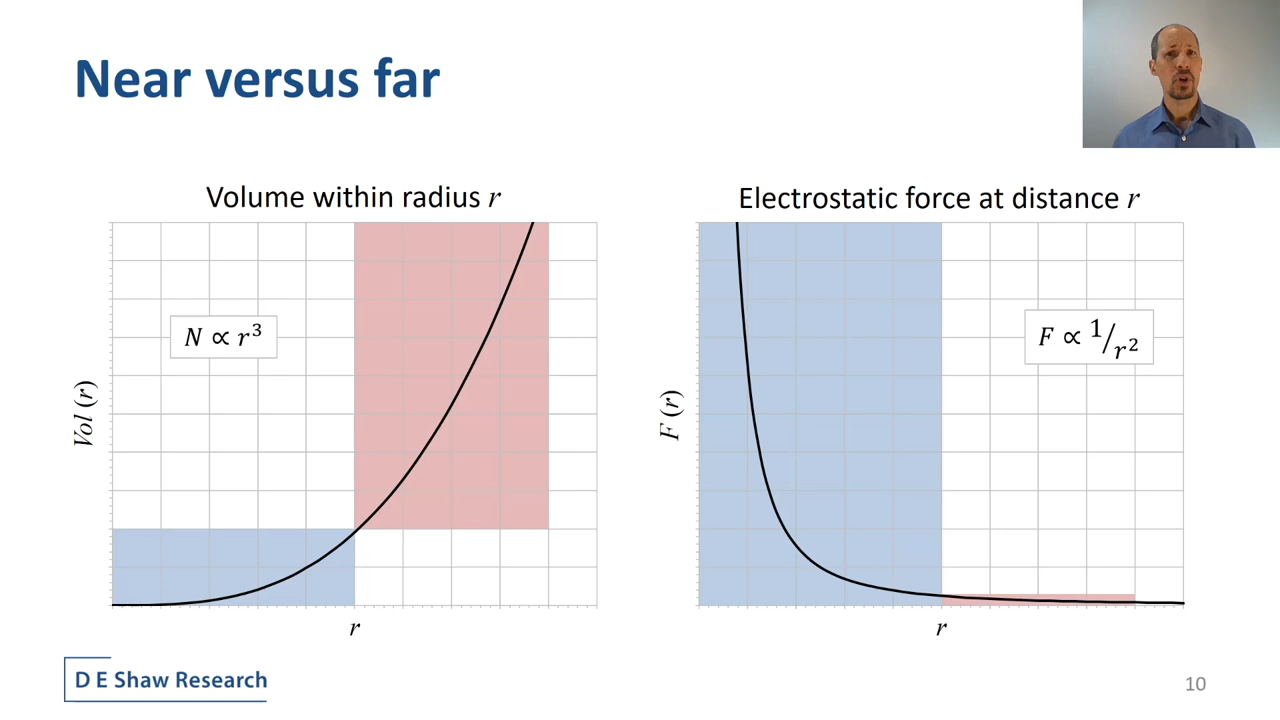 Near versus far
Volume within radius r
N ∝ r³
Vol (r)
r
Electrostatic force at distance r
F ∝ 1/r²
F (r)
r
D E Shaw Research
10